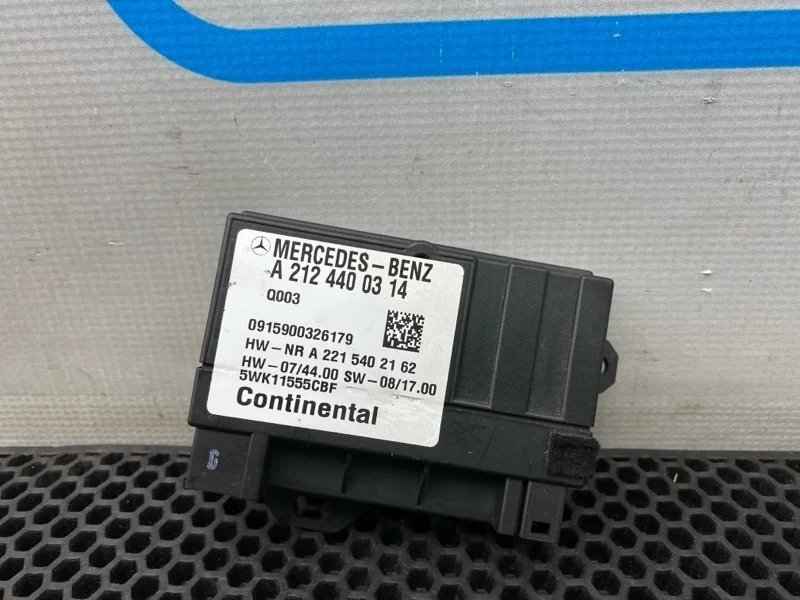 MERCEDES-BENZ
A 212 440 03 14
Q003
0915900326179
HW-NR A 221 540 21 62
HW-07/44.00 SW-08/17.00
5WK11555CBF
Continental
6